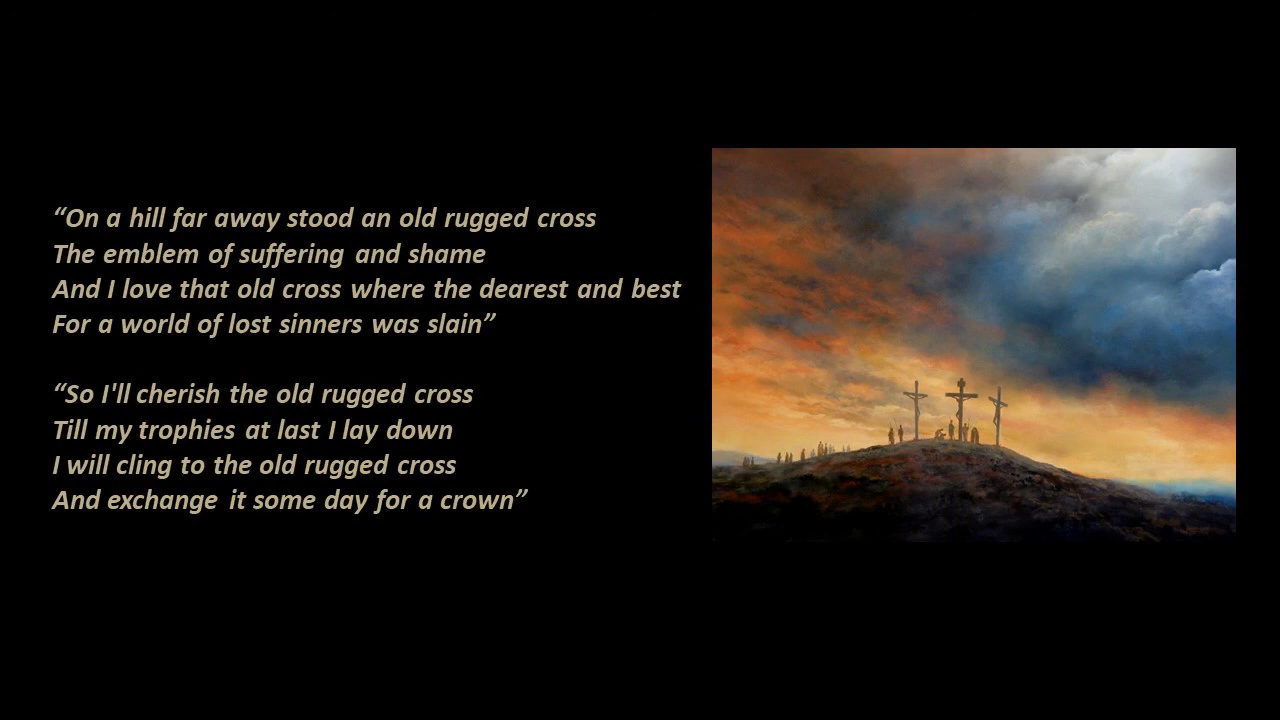 “On a hill far away stood an old rugged cross
The emblem of suffering and shame
And I love that old cross where the dearest and best
For a world of lost sinners was slain”
“So I'll cherish the old rugged cross
Till my trophies at last I lay down
I will cling to the old rugged cross
And exchange it some day for a crown”